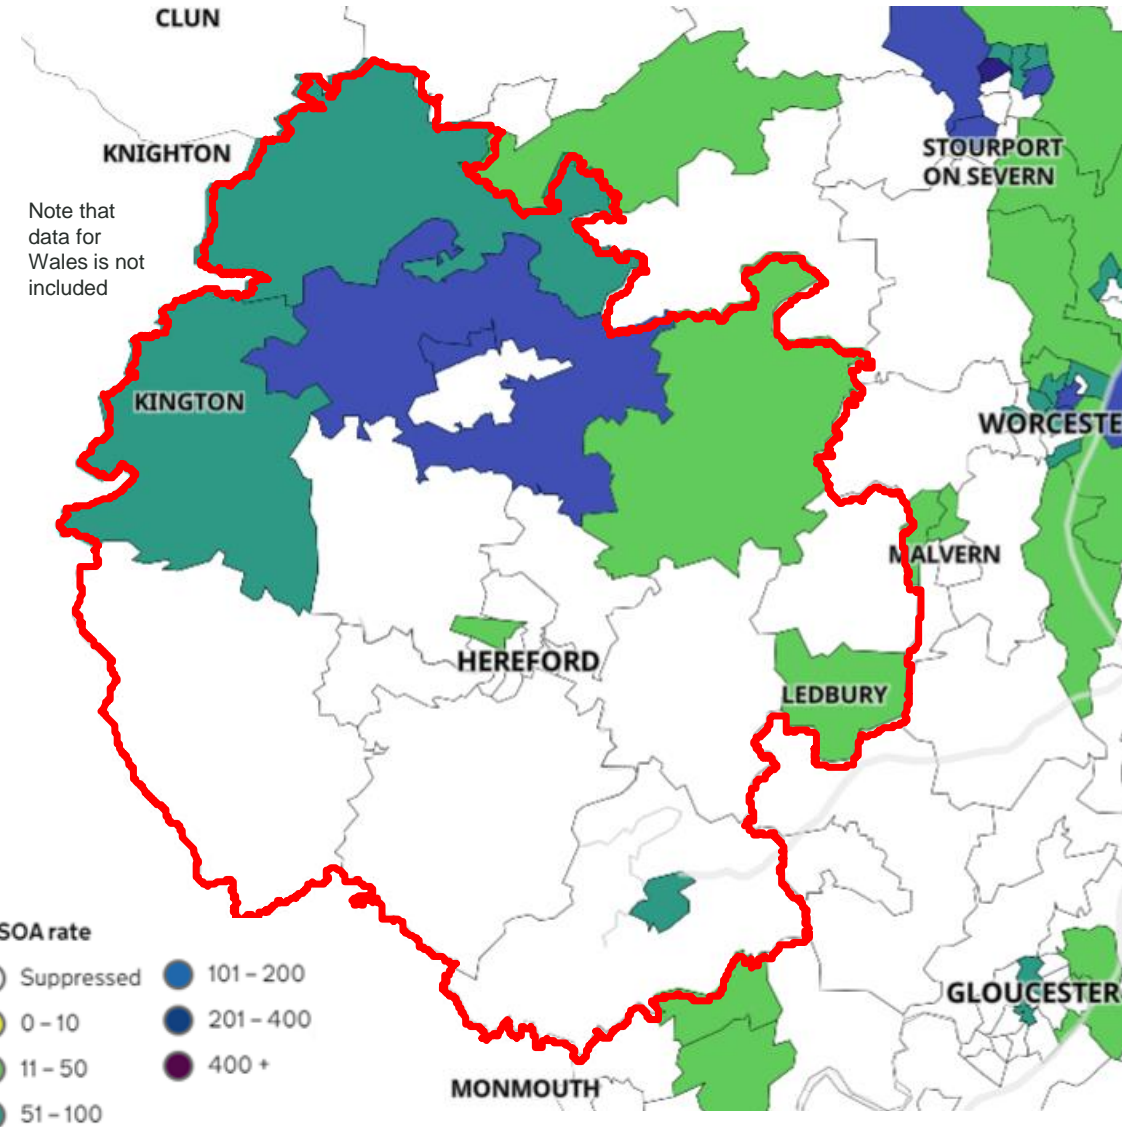 CLUN
KNIGHTON
STOURPORT
ON SEVERN
Note that
data for
Wales is not
included
KINGTON
WORCESTE
MALVERN
HEREFORD
LEDBURY
SOA rate
Suppressed
101 – 200
0 – 10
201 – 400
11 – 50
400 +
51 – 100
GLOUCESTER
MONMOUTH